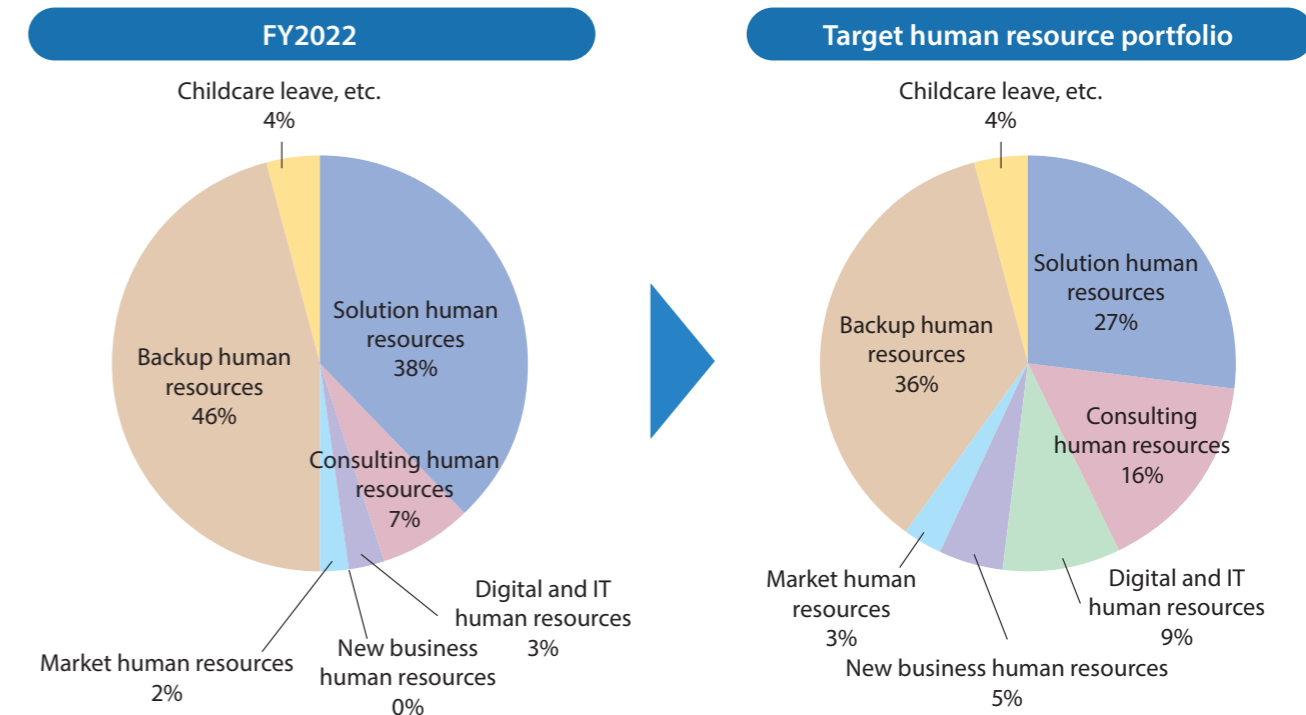 FY2022
Childcare leave, etc.
4%
Solution human
resources
38%
Backup human
resources
46%
Consulting human
resources
7%
Digital and IT
human resources
3%
New business
human resources
0%
Market human resources
2%
Target human resource portfolio
Childcare leave, etc.
4%
Solution human
resources
27%
Backup human
resources
36%
Consulting
human resources
16%
Digital and IT
human resources
9%
Market human
resources
3%
New business human resources
5%